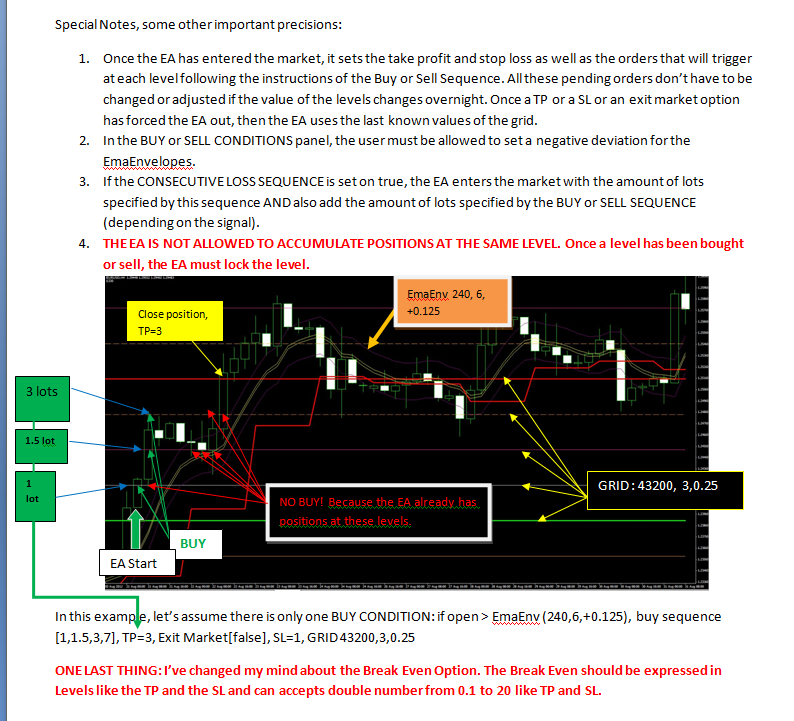 Special Notes, some other important precisions:
1. Once the EA has entered the market, it sets the take profit and stop loss as well as the orders that will trigger
at each level following the instructions of the Buy or Sell Sequence. All these pending orders don't have to be
changed or adjusted if the value of the levels changes overnight. Once a TP or a SL or an exit market option
has forced the EA out, then the EA uses the last known values of the grid.
2. In the BUY or SELL CONDITIONS panel, the user must be allowed to set a negative deviation for the
EmaEnvelopes.
3. If the CONSECUTIVE LOSS SEQUENCE is set on true, the EA enters the market with the amount of lots
specified by this sequence AND also add the amount of lots specified by the BUY or SELL SEQUENCE
(depending on the signal).
4. THE EA IS NOT ALLOWED TO ACCUMULATE POSITIONS AT THE SAME LEVEL. Once a level has been bought
or sell, the EA must lock the level.
EmaEnv 240, 6,
+0.125
Close position,
TP=3
3 lots
1.5 lot
1
lot
GRID: 43200, 3,0.25
NO BUY! Because the EA already has
positions at these levels.
BUY
EA Start
In this example, let's assume there is only one BUY CONDITION: if open > EmaEnv (240,6,+0.125), buy sequence
[1,1.5,3,7], TP=3, Exit Market[false], SL=1, GRID 43200,3,0.25
ONE LAST THING: I've changed my mind about the Break Even Option. The Break Even should be expressed in
Levels like the TP and the SL and can accepts double number from 0.1 to 20 like TP and SL.